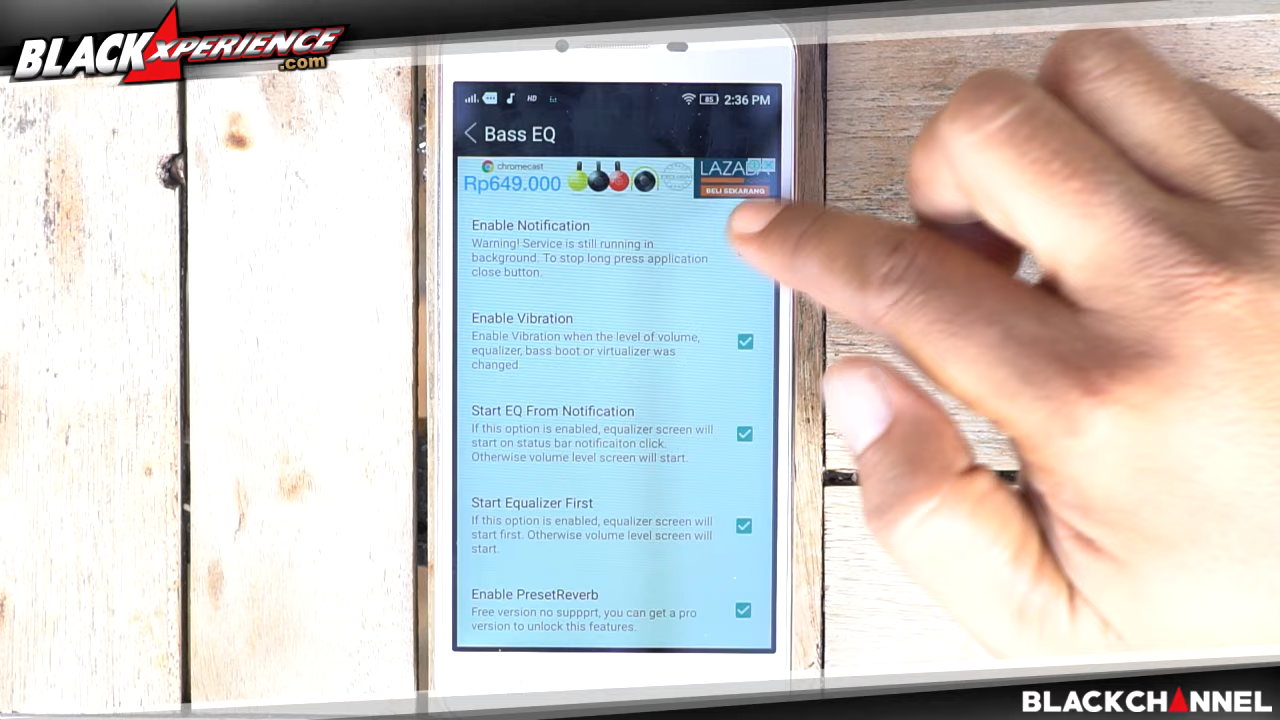 BLACKXPERIENCE
.com
HD
85
2:36 PM
Bass EQ
chromecast
Rp649.000
LAZADA
BELI SEKARANG
Enable Notification
Warning! Service is still running in
background. To stop long press application
close button.
Enable Vibration
Enable Vibration when the level of volume,
equalizer, bass boot or virtualizer was
changed.
Start EQ From Notification
If this option is enabled, equalizer screen will
start on status bar notificaiton click.
Otherwise volume level screen will start.
Start Equalizer First
If this option is enabled, equalizer screen will
start first. Otherwise volume level screen will
start.
Enable PresetReverb
Free version no suppprt, you can get a pro
version to unlock this features.
BLACKCHANNEL